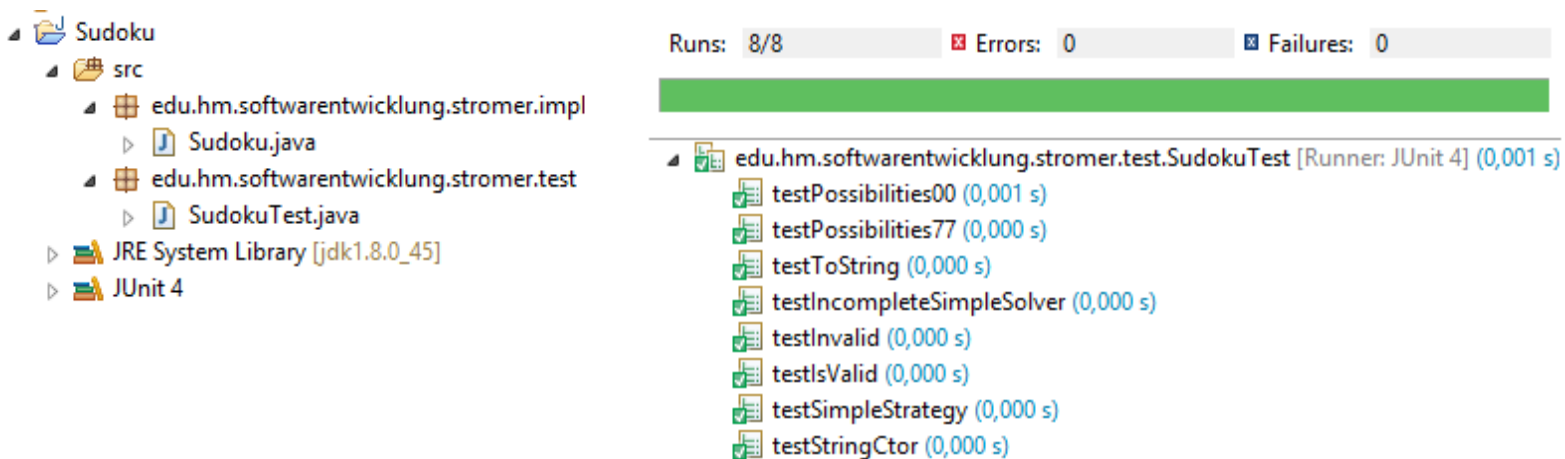 Sudoku
src
edu.hm.softwarentwicklung.stromer.impl
Sudoku.java
edu.hm.softwarentwicklung.stromer.test
SudokuTest.java
JRE System Library [jdk1.8.0_45]
JUnit 4
Runs: 8/8 Errors: 0 Failures: 0
edu.hm.softwarentwicklung.stromer.test.SudokuTest [Runner: JUnit 4] (0,001 s)
testPossibilities00 (0,001 s)
testPossibilities77 (0,000 s)
testToString (0,000 s)
testIncompleteSimpleSolver (0,000 s)
testInvalid (0,000 s)
testIsValid (0,000 s)
testSimpleStrategy (0,000 s)
testStringCtor (0,000 s)